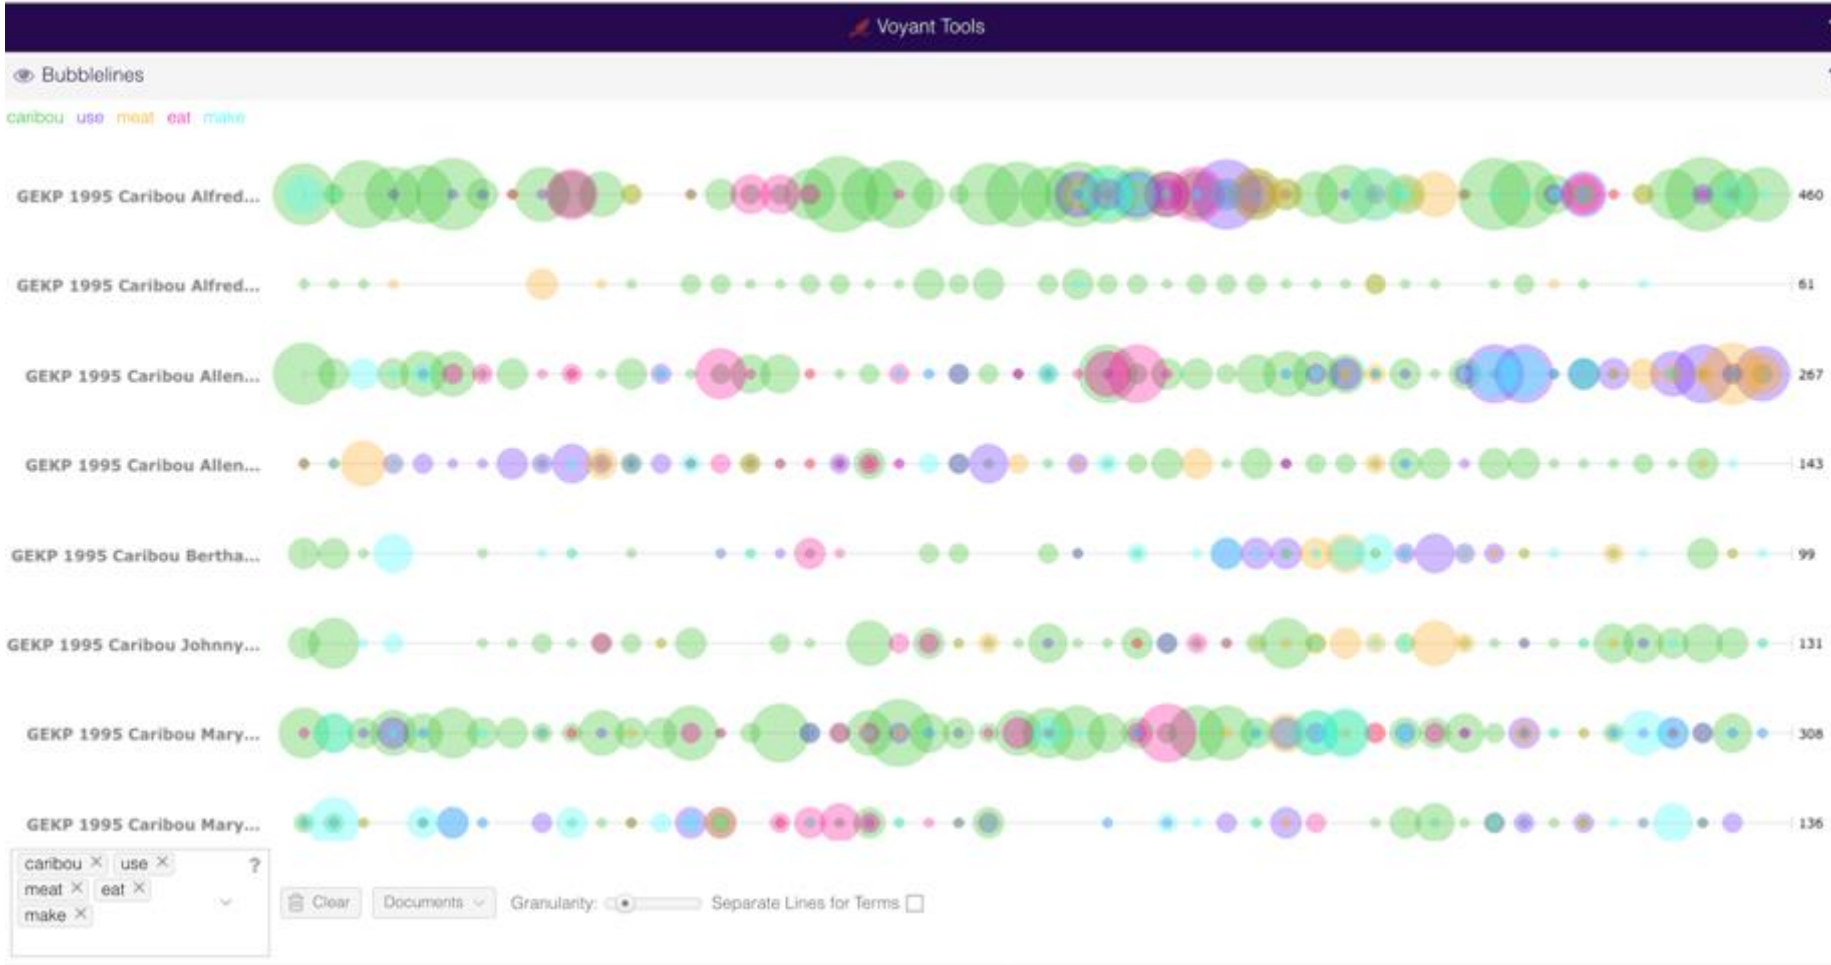 Voyant Tools
Bubblelines
caribou use meat eat make
GEKP 1995 Caribou Alfred... 460
GEKP 1995 Caribou Alfred... 61
GEKP 1995 Caribou Allen... 267
GEKP 1995 Caribou Allen... 143
GEKP 1995 Caribou Bertha... 99
GEKP 1995 Caribou Johnny... 131
GEKP 1995 Caribou Mary... 308
GEKP 1995 Caribou Mary... 136
caribou × use × ?
meat × eat ×
make ×
Clear Documents Granularity: Separate Lines for Terms